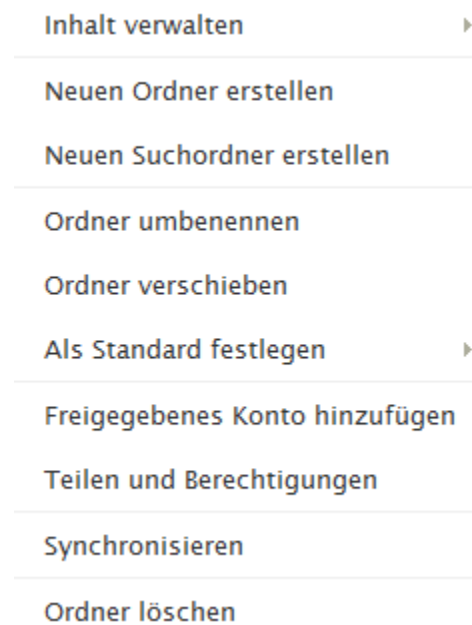 Inhalt verwalten
Neuen Ordner erstellen
Neuen Suchordner erstellen
Ordner umbenennen
Ordner verschieben
Als Standard festlegen
Freigegebenes Konto hinzufügen
Teilen und Berechtigungen
Synchronisieren
Ordner löschen